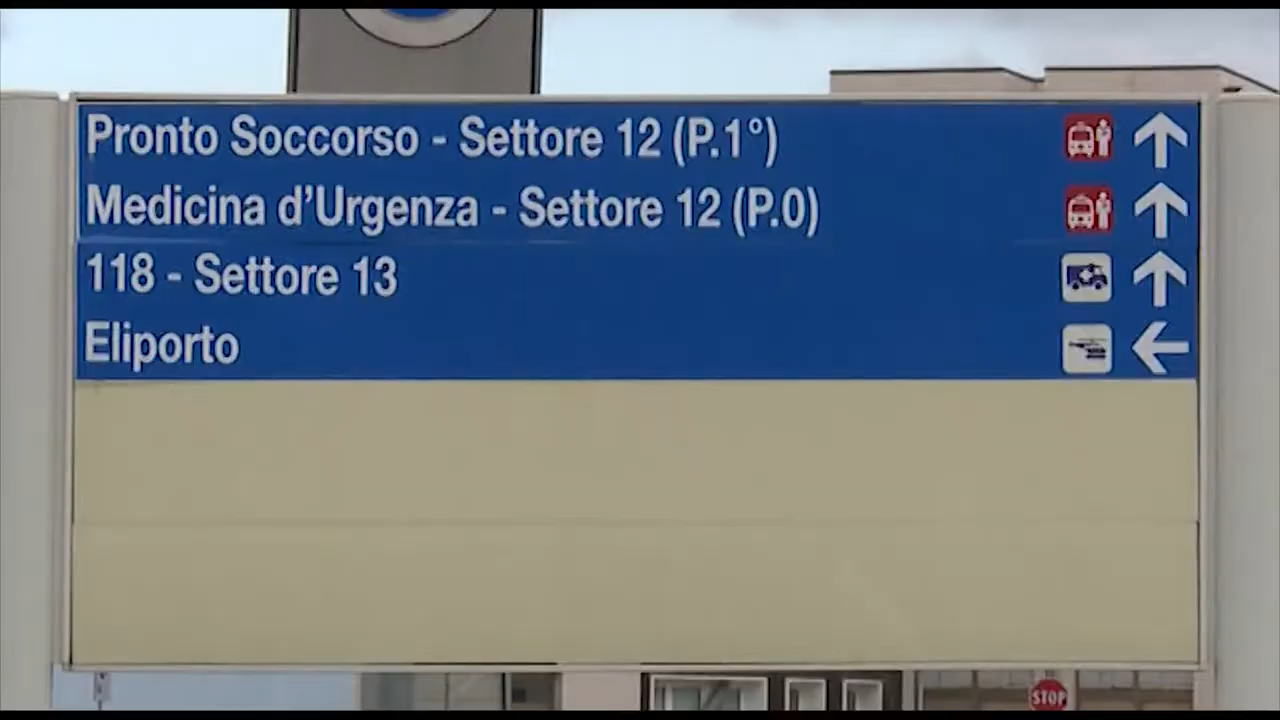 Pronto Soccorso - Settore 12 (P.1°)
Medicina d'Urgenza - Settore 12 (P.0)
118 - Settore 13
Eliporto
STOP